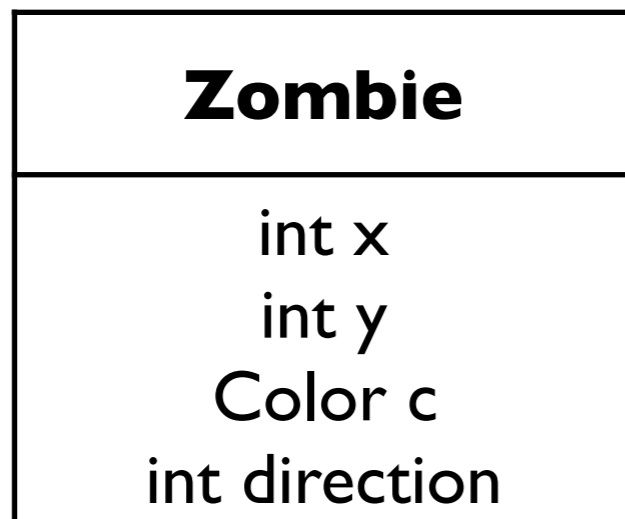 Zombie
int x
int y
Color c
int direction